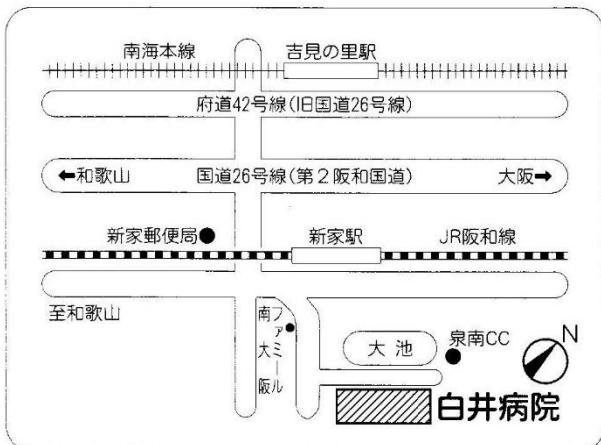 南海本線
吉見の里駅
府道42号線(旧国道26号線)
←和歌山
国道26号線(第2阪和国道)
大阪→
新家郵便局
新家駅
JR阪和線
至和歌山
ファミール
南大阪
大池
泉南CC
N
白井病院